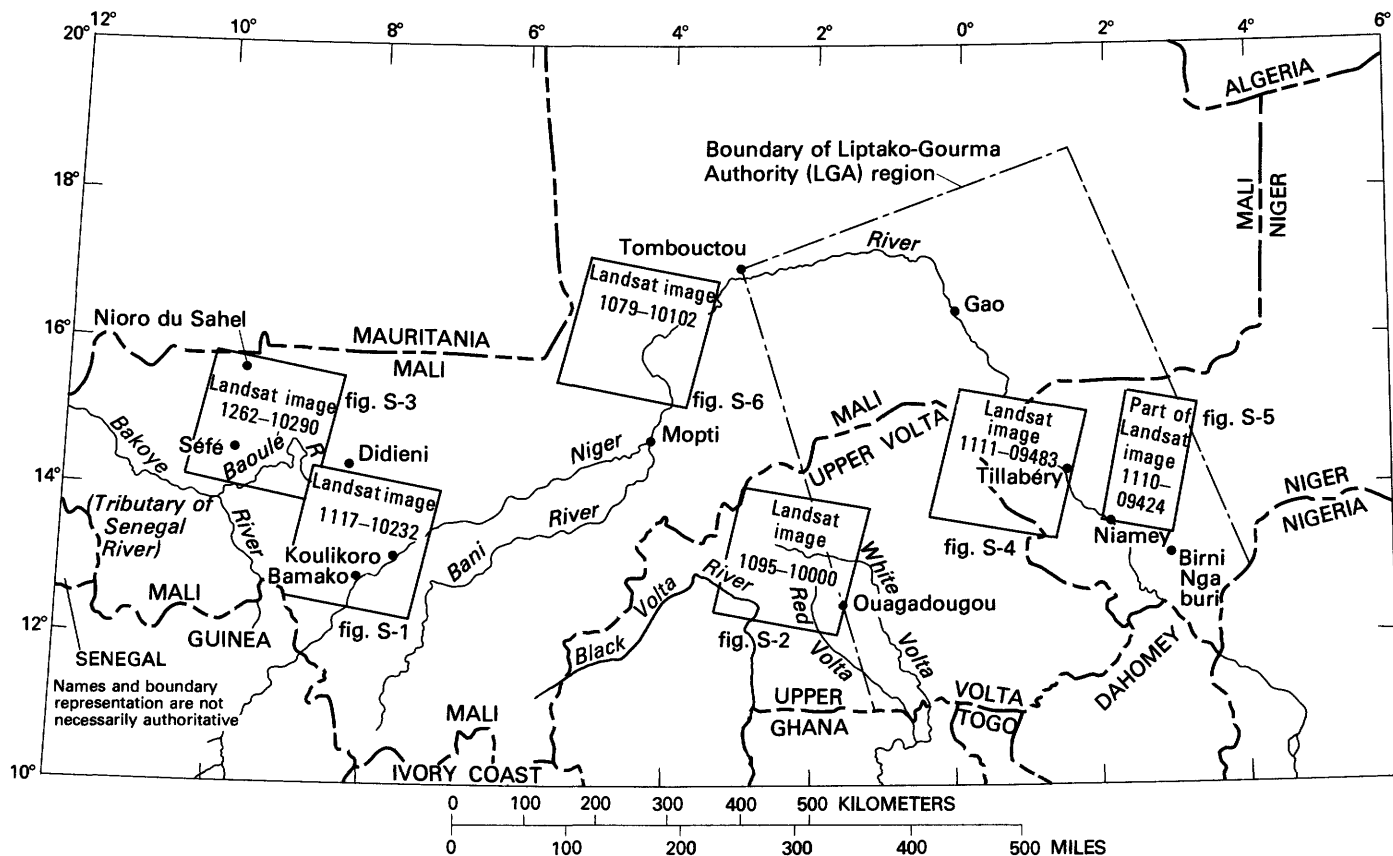 12°
10°
8°
6°
4°
2°
0°
2°
4°
6°
20°
18°
16°
14°
12°
10°
ALGERIA
MALI
NIGER
Boundary of Liptako-Gourma
Authority (LGA) region
Tombouctou
River
Gao
Landsat image
1079–10102
fig. S-6
Nioro du Sahel
MAURITANIA
MALI
Landsat image
1262–10290
fig. S-3
Séfé
Baoulé
R
Bakoye
River
(Tributary of
Senegal
River)
Didieni
Landsat image
1117–10232
Koulikoro
Bamako
fig. S-1
Niger
River
Bani
Mopti
MALI
UPPER VOLTA
Landsat
image
1111–09483
Tillabéry
fig. S-4
Part of
Landsat
image
1110–
09424
fig. S-5
Niamey
Birni
Nga
buri
NIGER
NIGERIA
Landsat
image
1095–10000
fig. S-2
White
Volta
Red
Volta
Black
Volta
River
Ouagadougou
MALI
GUINEA
SENEGAL
Names and boundary
representation are not
necessarily authoritative
MALI
IVORY COAST
UPPER
VOLTA
GHANA
TOGO
DAHOMEY
0 100 200 300 400 500 KILOMETERS
0 100 200 300 400 500 MILES